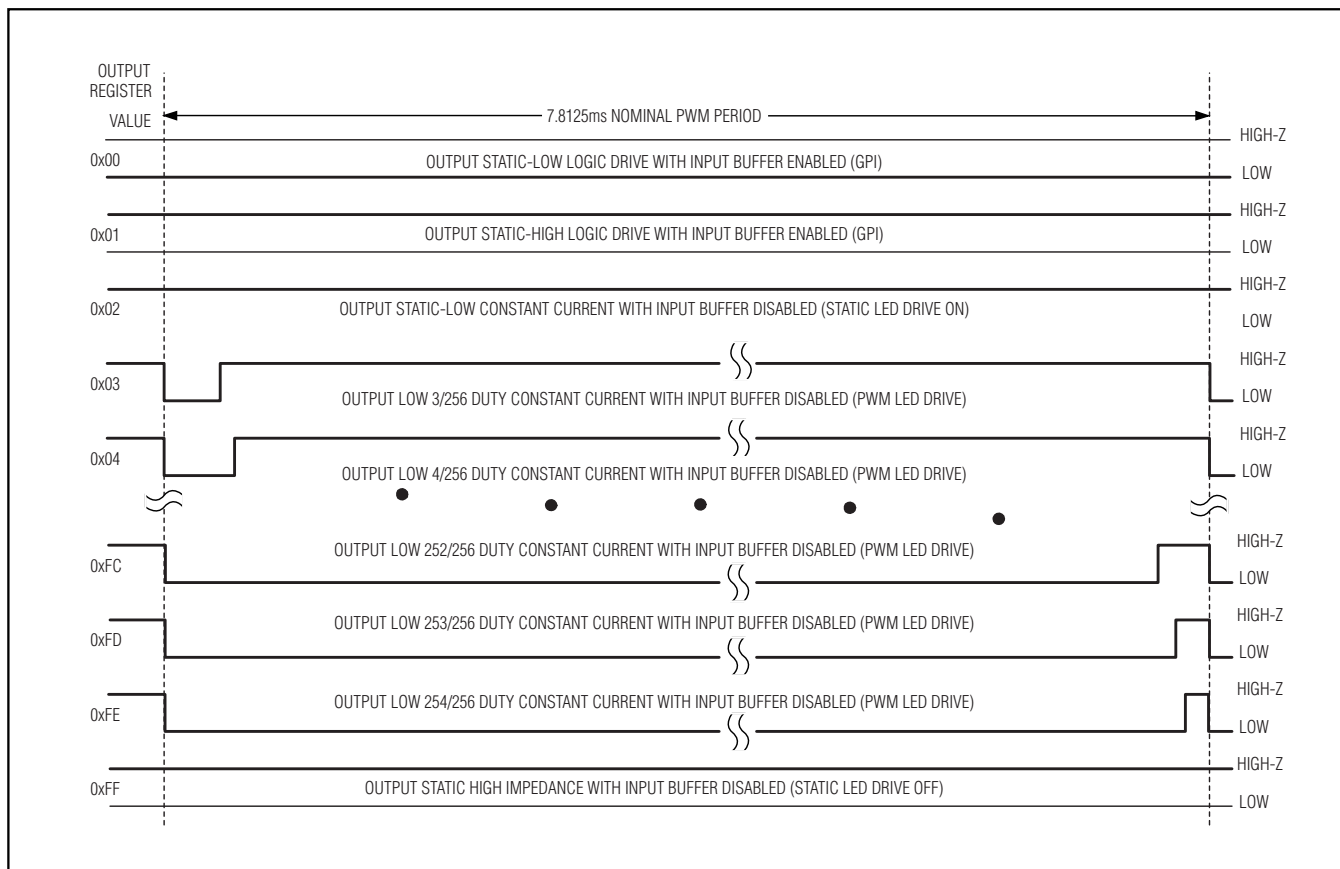 OUTPUT
REGISTER
VALUE
7.8125ms NOMINAL PWM PERIOD
HIGH-Z
0x00
OUTPUT STATIC-LOW LOGIC DRIVE WITH INPUT BUFFER ENABLED (GPI)
LOW
HIGH-Z
0x01
OUTPUT STATIC-HIGH LOGIC DRIVE WITH INPUT BUFFER ENABLED (GPI)
LOW
HIGH-Z
0x02
OUTPUT STATIC-LOW CONSTANT CURRENT WITH INPUT BUFFER DISABLED (STATIC LED DRIVE ON)
LOW
HIGH-Z
0x03
OUTPUT LOW 3/256 DUTY CONSTANT CURRENT WITH INPUT BUFFER DISABLED (PWM LED DRIVE)
LOW
HIGH-Z
0x04
OUTPUT LOW 4/256 DUTY CONSTANT CURRENT WITH INPUT BUFFER DISABLED (PWM LED DRIVE)
LOW
HIGH-Z
0xFC
OUTPUT LOW 252/256 DUTY CONSTANT CURRENT WITH INPUT BUFFER DISABLED (PWM LED DRIVE)
LOW
HIGH-Z
0xFD
OUTPUT LOW 253/256 DUTY CONSTANT CURRENT WITH INPUT BUFFER DISABLED (PWM LED DRIVE)
LOW
HIGH-Z
0xFE
OUTPUT LOW 254/256 DUTY CONSTANT CURRENT WITH INPUT BUFFER DISABLED (PWM LED DRIVE)
LOW
HIGH-Z
0xFF
OUTPUT STATIC HIGH IMPEDANCE WITH INPUT BUFFER DISABLED (STATIC LED DRIVE OFF)
LOW